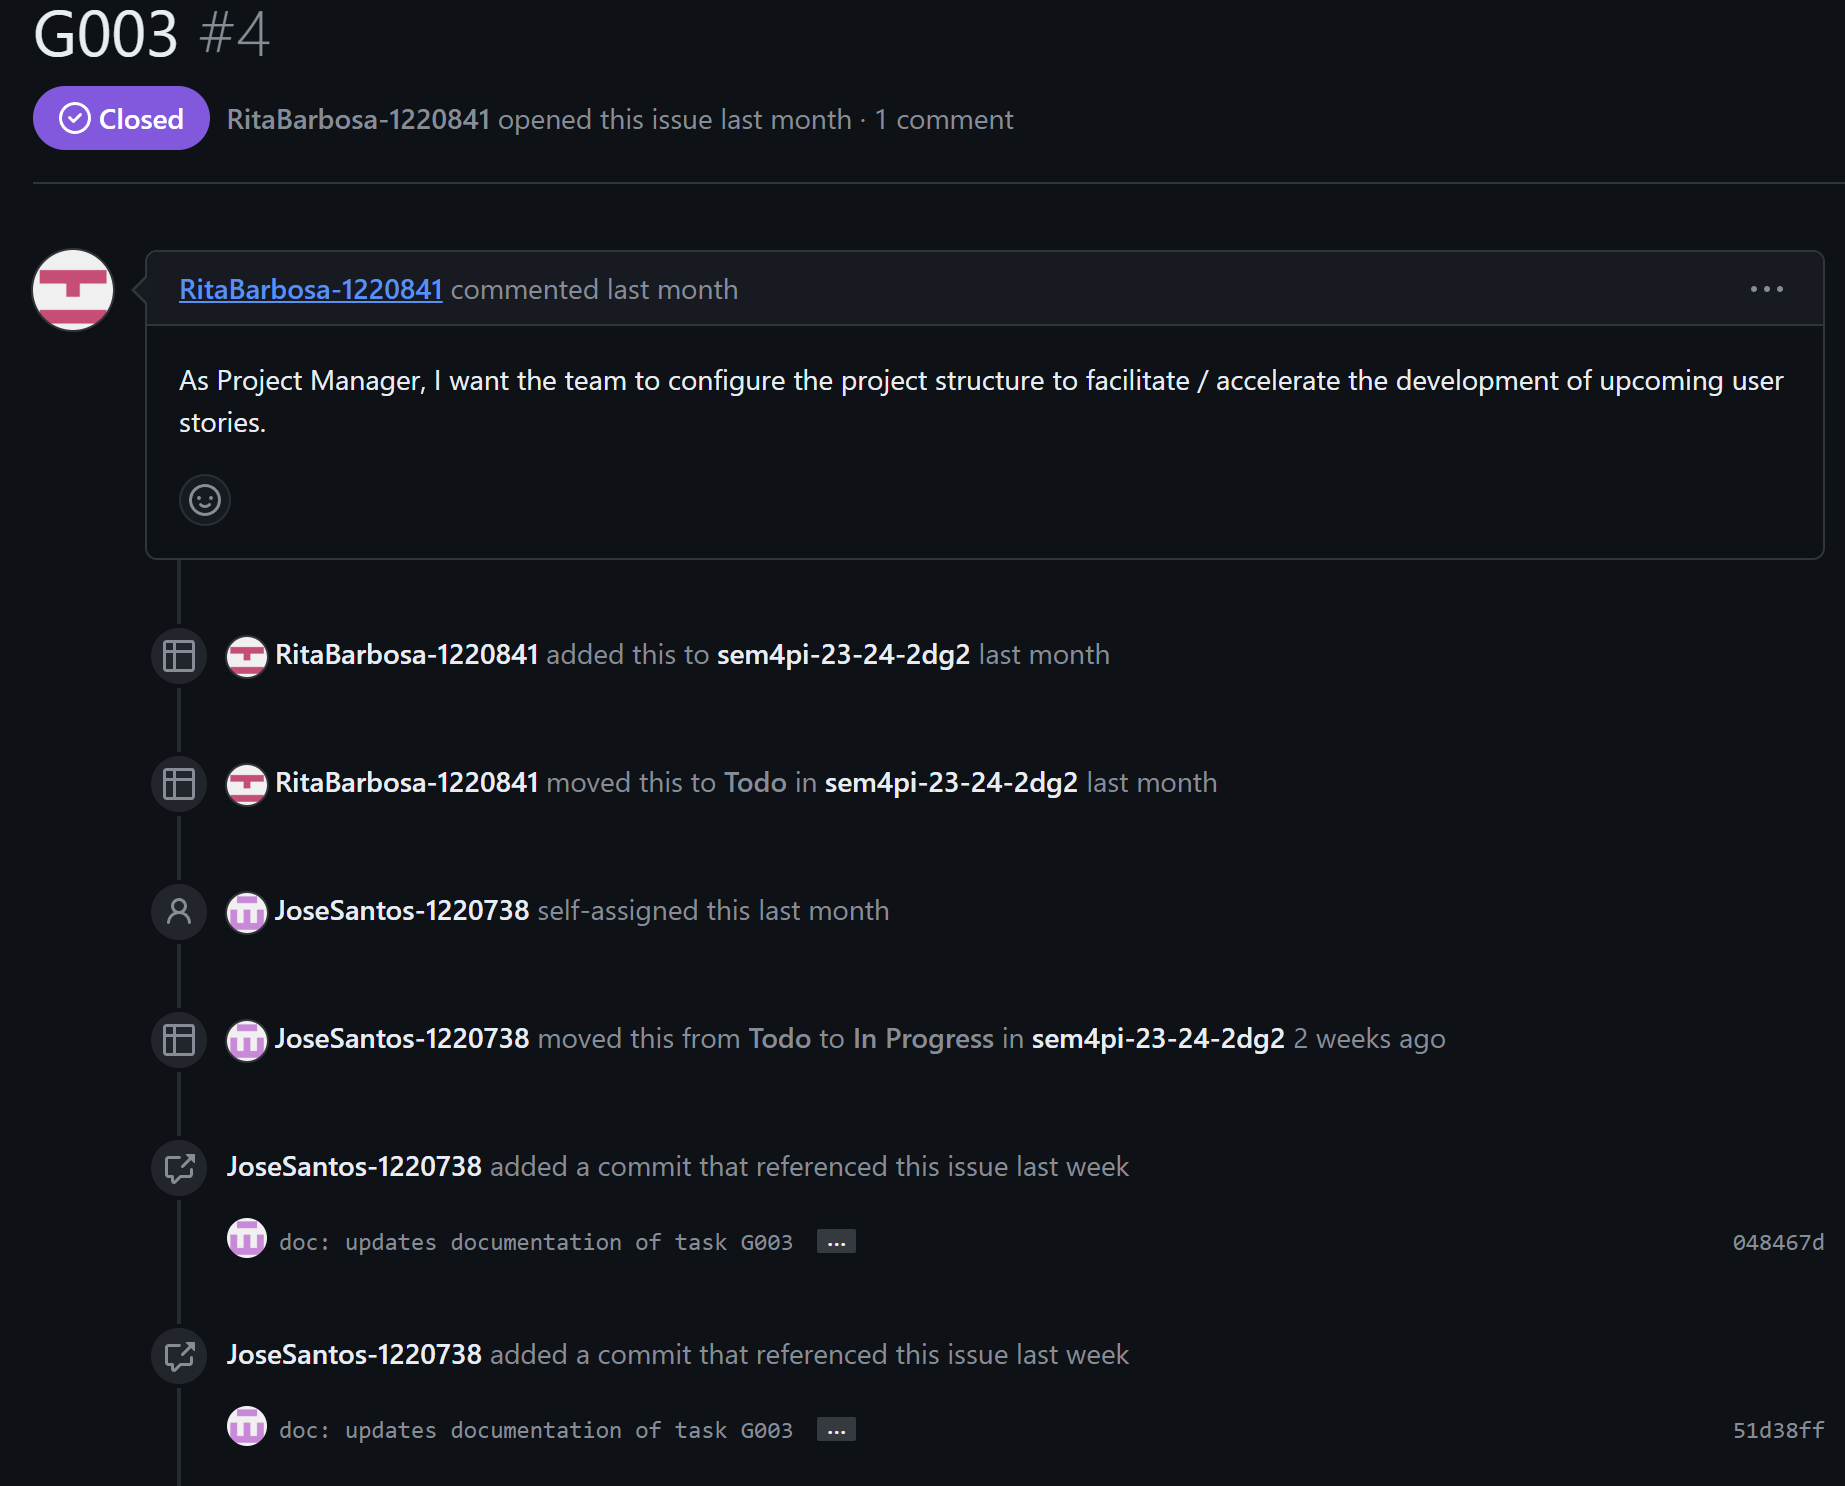 G003 #4
Closed
RitaBarbosa-1220841 opened this issue last month · 1 comment
RitaBarbosa-1220841 commented last month
As Project Manager, I want the team to configure the project structure to facilitate / accelerate the development of upcoming user
stories.
RitaBarbosa-1220841 added this to sem4pi-23-24-2dg2 last month
RitaBarbosa-1220841 moved this to Todo in sem4pi-23-24-2dg2 last month
JoseSantos-1220738 self-assigned this last month
JoseSantos-1220738 moved this from Todo to In Progress in sem4pi-23-24-2dg2 2 weeks ago
JoseSantos-1220738 added a commit that referenced this issue last week
doc: updates documentation of task G003 ... 048467d
JoseSantos-1220738 added a commit that referenced this issue last week
doc: updates documentation of task G003 ... 51d38ff